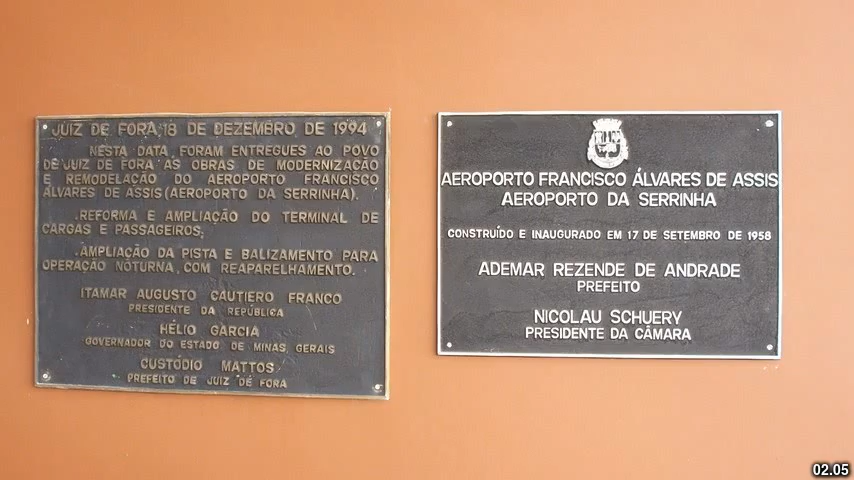 JUIZ DE FORA, 18 DE DEZEMBRO DE 1994
NESTA DATA, FORAM ENTREGUES AO POVO
DE JUIZ DE FORA AS OBRAS DE MODERNIZAÇÃO
E REMODELAÇÃO DO AEROPORTO FRANCISCO
ÁLVARES DE ASSIS (AEROPORTO DA SERRINHA).
.REFORMA E AMPLIAÇÃO DO TERMINAL DE
CARGAS E PASSAGEIROS;
.AMPLIAÇÃO DA PISTA E BALIZAMENTO PARA
OPERAÇÃO NOTURNA, COM REAPARELHAMENTO.
ITAMAR AUGUSTO CAUTIERO FRANCO
PRESIDENTE DA REPÚBLICA
HÉLIO GARCIA
GOVERNADOR DO ESTADO DE MINAS GERAIS
CUSTÓDIO MATTOS
PREFEITO DE JUIZ DE FORA
AEROPORTO FRANCISCO ÁLVARES DE ASSIS
AEROPORTO DA SERRINHA
CONSTRUÍDO E INAUGURADO EM 17 DE SETEMBRO DE 1958
ADEMAR REZENDE DE ANDRADE
PREFEITO
NICOLAU SCHUERY
PRESIDENTE DA CÂMARA
02.05